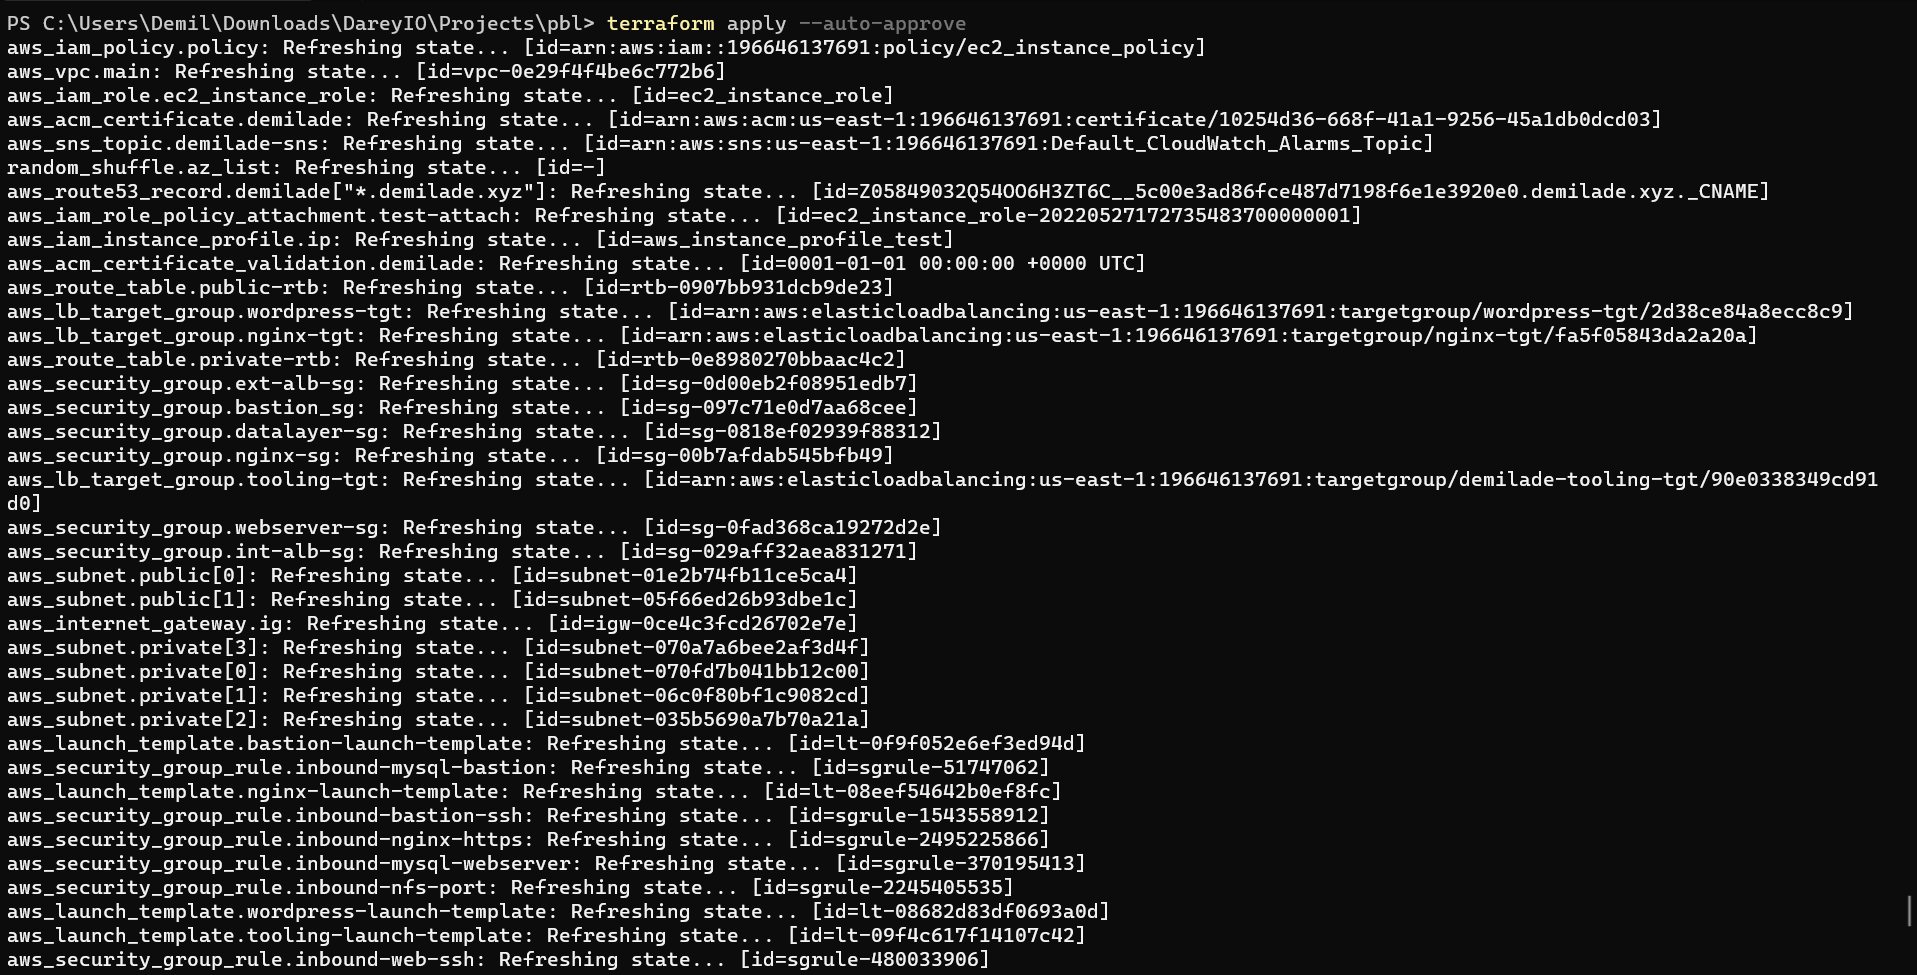 PS C:\Users\Demil\Downloads\DareyIO\Projects\pbl> terraform apply --auto-approve
aws_iam_policy.policy: Refreshing state... [id=arn:aws:iam::196646137691:policy/ec2_instance_policy]
aws_vpc.main: Refreshing state... [id=vpc-0e29f4f4be6c772b6]
aws_iam_role.ec2_instance_role: Refreshing state... [id=ec2_instance_role]
aws_acm_certificate.demilade: Refreshing state... [id=arn:aws:acm:us-east-1:196646137691:certificate/10254d36-668f-41a1-9256-45a1db0dcd03]
aws_sns_topic.demilade-sns: Refreshing state... [id=arn:aws:sns:us-east-1:196646137691:Default_CloudWatch_Alarms_Topic]
random_shuffle.az_list: Refreshing state... [id=-]
aws_route53_record.demilade["*.demilade.xyz"]: Refreshing state... [id=Z05849032Q54OO6H3ZT6C__5c00e3ad86fce487d7198f6e1e3920e0.demilade.xyz._CNAME]
aws_iam_role_policy_attachment.test-attach: Refreshing state... [id=ec2_instance_role-20220527172735483700000001]
aws_iam_instance_profile.ip: Refreshing state... [id=aws_instance_profile_test]
aws_acm_certificate_validation.demilade: Refreshing state... [id=0001-01-01 00:00:00 +0000 UTC]
aws_route_table.public-rtb: Refreshing state... [id=rtb-0907bb931dcb9de23]
aws_lb_target_group.wordpress-tgt: Refreshing state... [id=arn:aws:elasticloadbalancing:us-east-1:196646137691:targetgroup/wordpress-tgt/2d38ce84a8ecc8c9]
aws_lb_target_group.nginx-tgt: Refreshing state... [id=arn:aws:elasticloadbalancing:us-east-1:196646137691:targetgroup/nginx-tgt/fa5f05843da2a20a]
aws_route_table.private-rtb: Refreshing state... [id=rtb-0e8980270bbaac4c2]
aws_security_group.ext-alb-sg: Refreshing state... [id=sg-0d00eb2f08951edb7]
aws_security_group.bastion_sg: Refreshing state... [id=sg-097c71e0d7aa68cee]
aws_security_group.datalayer-sg: Refreshing state... [id=sg-0818ef02939f88312]
aws_security_group.nginx-sg: Refreshing state... [id=sg-00b7afdab545bfb49]
aws_lb_target_group.tooling-tgt: Refreshing state... [id=arn:aws:elasticloadbalancing:us-east-1:196646137691:targetgroup/demilade-tooling-tgt/90e0338349cd91
d0]
aws_security_group.webserver-sg: Refreshing state... [id=sg-0fad368ca19272d2e]
aws_security_group.int-alb-sg: Refreshing state... [id=sg-029aff32aea831271]
aws_subnet.public[0]: Refreshing state... [id=subnet-01e2b74fb11ce5ca4]
aws_subnet.public[1]: Refreshing state... [id=subnet-05f66ed26b93dbe1c]
aws_internet_gateway.ig: Refreshing state... [id=igw-0ce4c3fcd26702e7e]
aws_subnet.private[3]: Refreshing state... [id=subnet-070a7a6bee2af3d4f]
aws_subnet.private[0]: Refreshing state... [id=subnet-070fd7b041bb12c00]
aws_subnet.private[1]: Refreshing state... [id=subnet-06c0f80bf1c9082cd]
aws_subnet.private[2]: Refreshing state... [id=subnet-035b5690a7b70a21a]
aws_launch_template.bastion-launch-template: Refreshing state... [id=lt-0f9f052e6ef3ed94d]
aws_security_group_rule.inbound-mysql-bastion: Refreshing state... [id=sgrule-51747062]
aws_launch_template.nginx-launch-template: Refreshing state... [id=lt-08eef54642b0ef8fc]
aws_security_group_rule.inbound-bastion-ssh: Refreshing state... [id=sgrule-1543558912]
aws_security_group_rule.inbound-nginx-https: Refreshing state... [id=sgrule-2495225866]
aws_security_group_rule.inbound-mysql-webserver: Refreshing state... [id=sgrule-370195413]
aws_security_group_rule.inbound-nfs-port: Refreshing state... [id=sgrule-2245405535]
aws_launch_template.wordpress-launch-template: Refreshing state... [id=lt-08682d83df0693a0d]
aws_launch_template.tooling-launch-template: Refreshing state... [id=lt-09f4c617f14107c42]
aws_security_group_rule.inbound-web-ssh: Refreshing state... [id=sgrule-480033906]